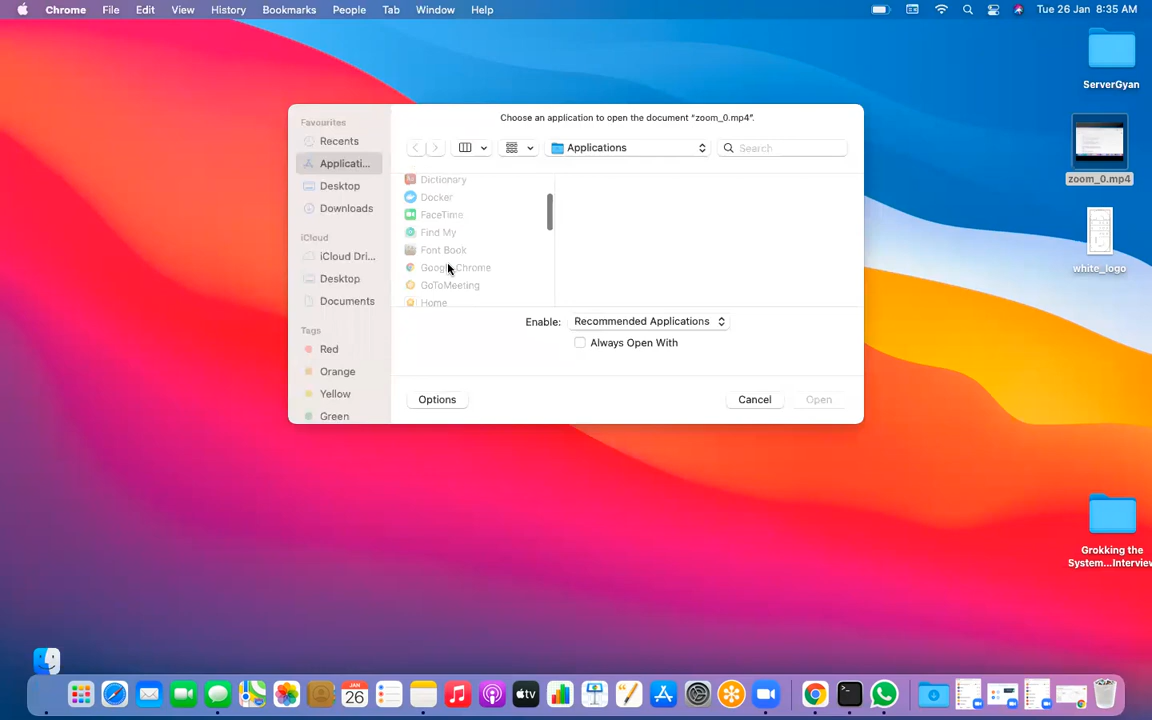 Chrome File Edit View History Bookmarks People Tab Window Help Tue 26 Jan 8:35 AM
ServerGyan
zoom_0.mp4
white_logo
Grokking the
System...Interview
Choose an application to open the document “zoom_0.mp4”.
Favourites
Recents
Applicati...
Desktop
Downloads
iCloud
iCloud Dri...
Desktop
Documents
Tags
Red
Orange
Yellow
Green
Applications
Search
Dictionary
Docker
FaceTime
Find My
Font Book
Google Chrome
GoToMeeting
Home
Enable: Recommended Applications
Always Open With
Options Cancel Open
JAN
26
tv